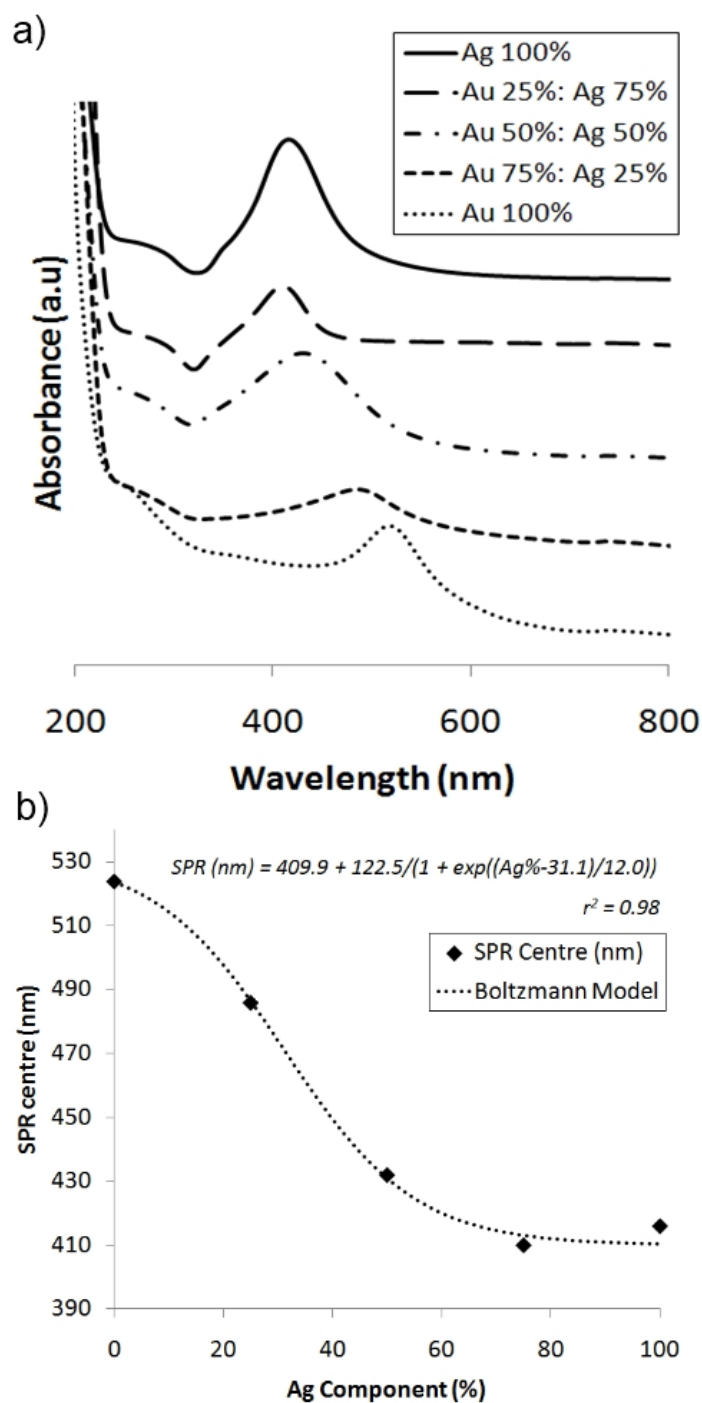 a)
Ag 100%
Au 25%: Ag 75%
Au 50%: Ag 50%
Au 75%: Ag 25%
Au 100%
Absorbance (a.u)
200 400 600 800
Wavelength (nm)
b)
530
510
490
470
450
430
410
390
SPR (nm) = 409.9 + 122.5/(1 + exp((Ag%-31.1)/12.0))
r² = 0.98
SPR Centre (nm)
Boltzmann Model
SPR centre (nm)
0 20 40 60 80 100
Ag Component (%)